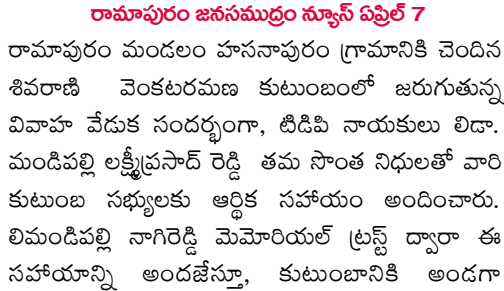 రామాపురం జనసముద్రం న్యూస్ ఏప్రిల్ 7
రామాపురం మండలం హసనాపురం గ్రామానికి చెందిన
శివరాణి వెంకటరమణ కుటుంబంలో జరుగుతున్న
వివాహ వేడుక సందర్భంగా, టిడిపి నాయకులు లిడా.
మండిపల్లి లక్ష్మీప్రసాద్ రెడ్డి తమ సొంత నిధులతో వారి
కుటుంబ సభ్యులకు ఆర్థిక సహాయం అందించారు.
లిమండిపల్లి నాగిరెడ్డి మెమోరియల్ ట్రస్ట్ ద్వారా ఈ
సహాయాన్ని అందజేస్తూ, కుటుంబానికి అండగా